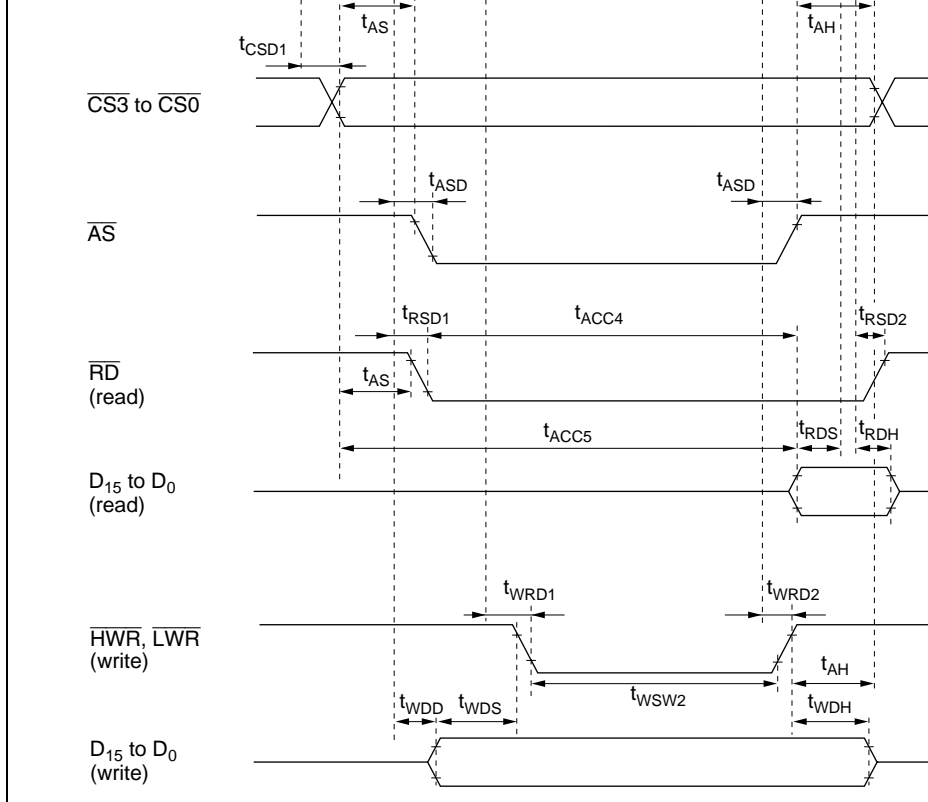 tAS tAH
tCSD1
CS3 to CS0
tASD tASD
AS
tRSD1 tACC4 tRSD2
RD
(read)
tAS
tACC5 tRDS tRDH
D15 to D0
(read)
tWRD1 tWRD2
HWR, LWR
(write)
tAH
tWSW2
tWDD tWDS tWDH
D15 to D0
(write)